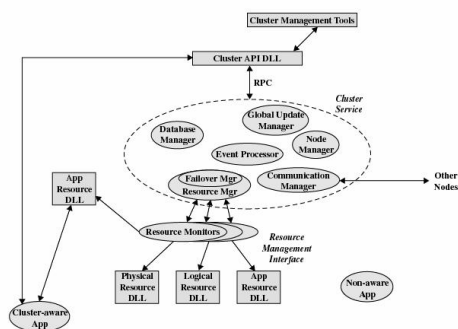 Cluster Management Tools
Cluster API DLL
RPC
Cluster
Service
Global Update
Manager
Database
Manager
Node
Manager
Event Processor
Failover Mgr
Resource Mgr
Communication
Manager
Other
Nodes
App
Resource
DLL
Resource Monitors
Resource
Management
Interface
Physical
Resource
DLL
Logical
Resource
DLL
App
Resource
DLL
Non-aware
App
Cluster-aware
App